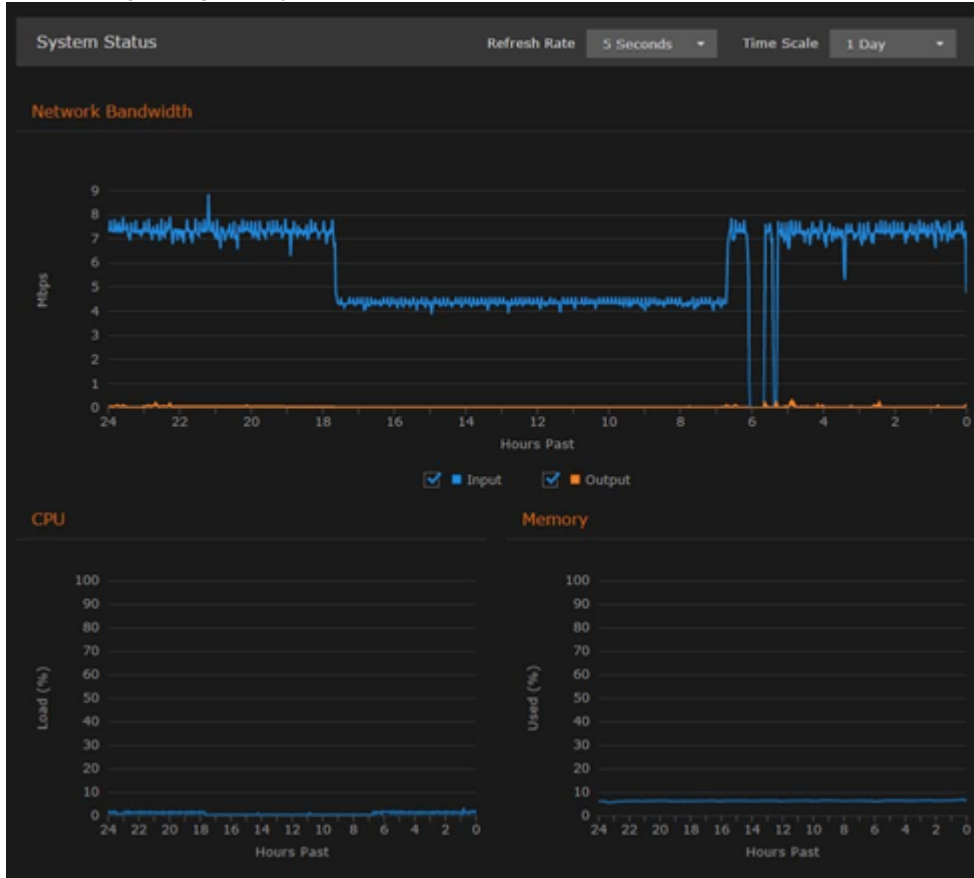 System Status Refresh Rate 5 Seconds Time Scale 1 Day
Network Bandwidth
9
8
7
6
5
4
3
2
1
0
Mbps
24 22 20 18 16 14 12 10 8 6 4 2 0
Hours Past
Input Output
CPU Memory
100
90
80
70
60
50
40
30
20
10
0
Load (%)
24 22 20 18 16 14 12 10 8 6 4 2 0
Hours Past
100
90
80
70
60
50
40
30
20
10
0
Used (%)
24 22 20 18 16 14 12 10 8 6 4 2 0
Hours Past